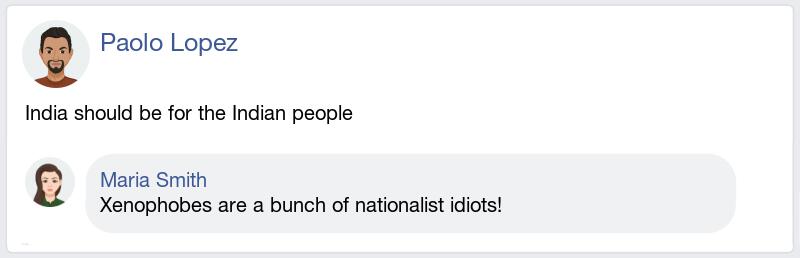 Paolo Lopez
India should be for the Indian people
Maria Smith
Xenophobes are a bunch of nationalist idiots!